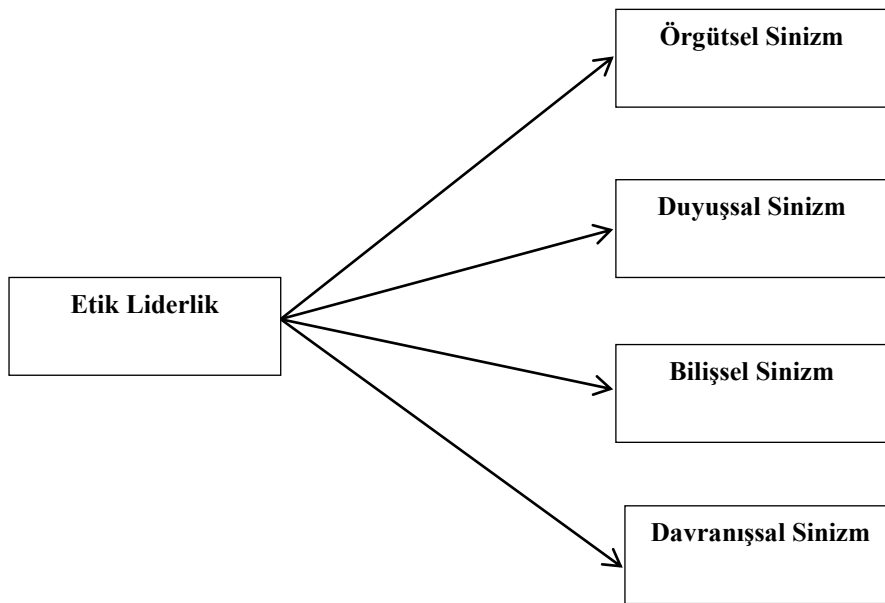 Örgütsel Sinizm
Duyuşsal Sinizm
Etik Liderlik
Bilişsel Sinizm
Davranışsal Sinizm